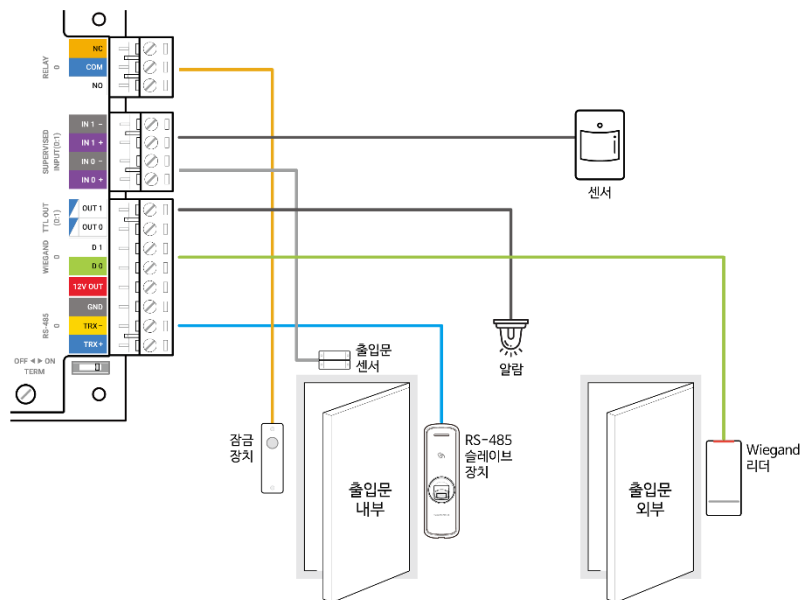 RELAY
0
NC
COM
NO
SUPERVISED
INPUT(0:1)
IN 1 -
IN 1 +
IN 0 -
IN 0 +
센서
TTL OUT
(0:1)
OUT 1
OUT 0
WIEGAND
0
D 1
D 0
12V OUT
RS-485
0
GND
TRX-
TRX+
OFF ◄ ► ON
TERM
출입문
센서
알람
잠금
장치
출입문
내부
RS-485
슬레이브
장치
출입문
외부
Wiegand
리더